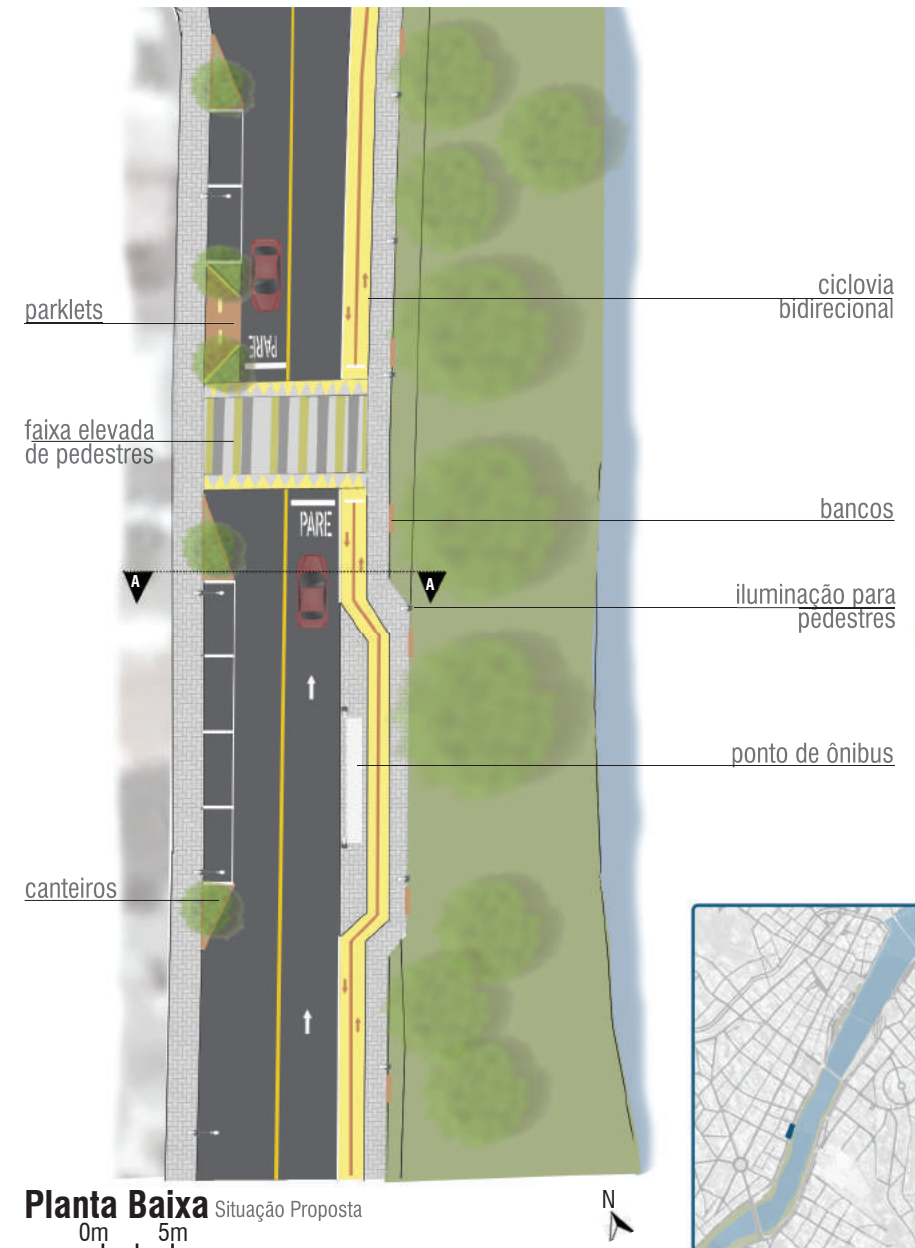 ciclovia
bidirecional
parklets
PARE
faixa elevada
de pedestres
bancos
PARE
A
A
iluminação para
pedestres
ponto de ônibus
canteiros
Planta Baixa Situação Proposta
0m 5m
N